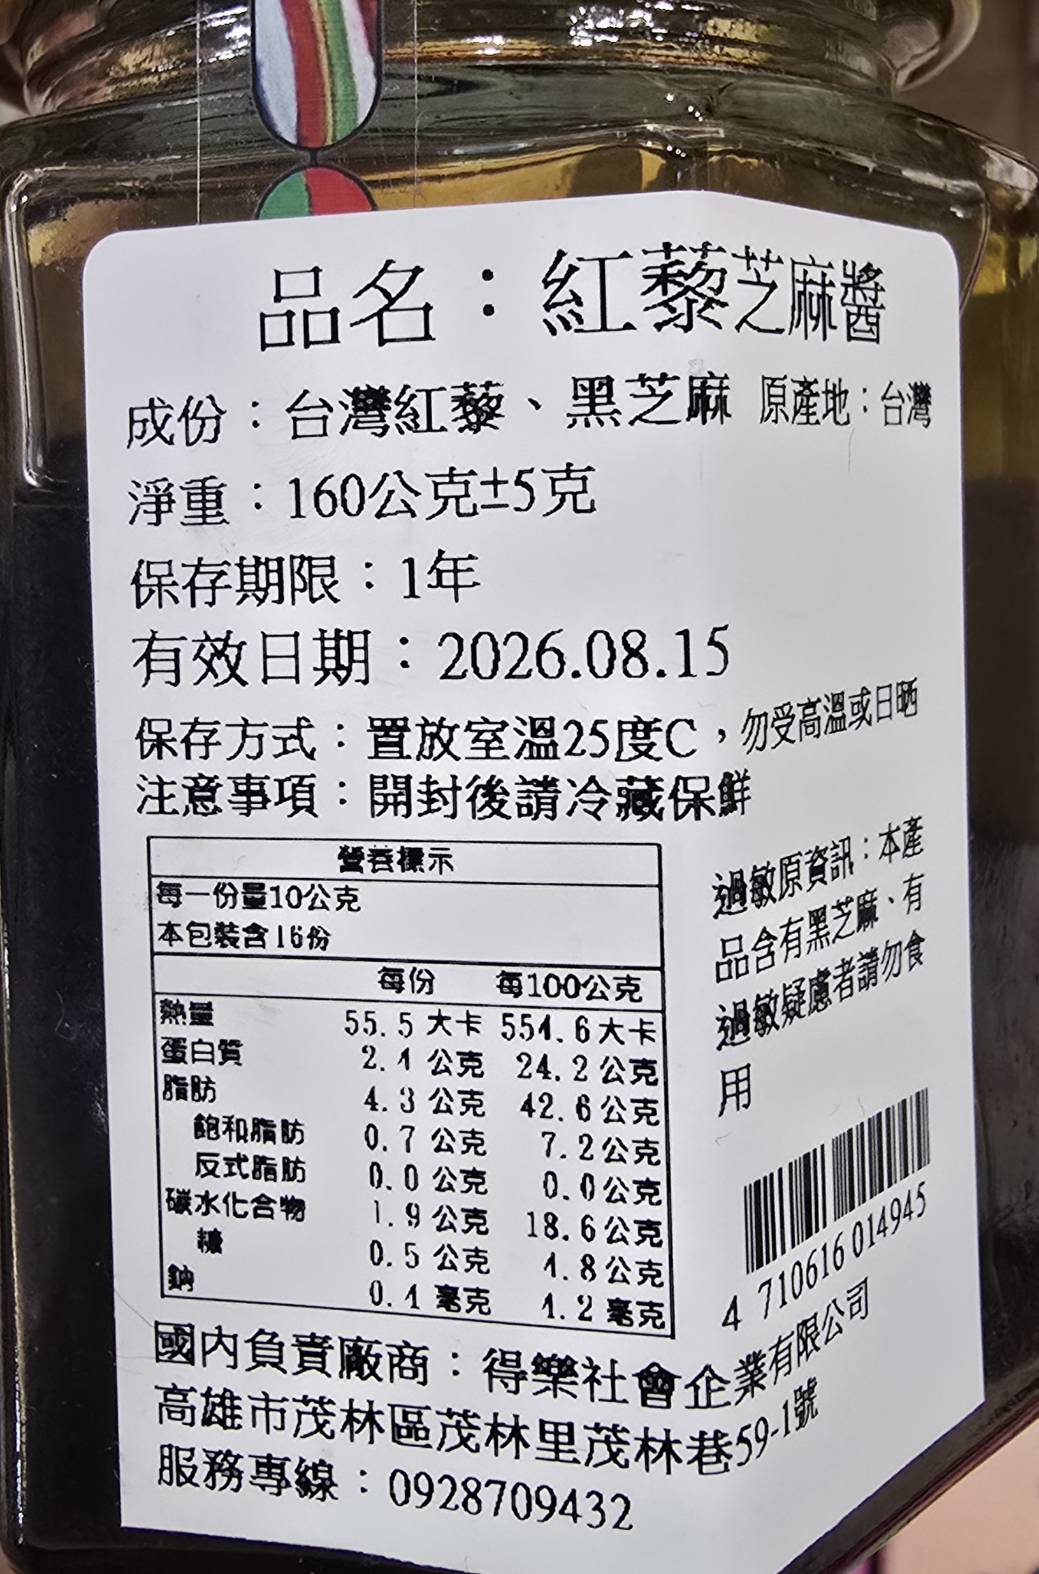 品名：紅藜芝麻醬
成份：台灣紅藜、黑芝麻 原產地：台灣
淨重：160公克±5克
保存期限：1年
有效日期：2026.08.15
保存方式：置放室溫25度C，勿受高溫或日晒
注意事項：開封後請冷藏保鮮
營養標示
每一份量10公克
本包裝含16份
每份 每100公克
熱量 55.5大卡 554.6大卡
蛋白質 2.4公克 24.2公克
脂肪 4.3公克 42.6公克
飽和脂肪 0.7公克 7.2公克
反式脂肪 0.0公克 0.0公克
碳水化合物 1.9公克 18.6公克
糖 0.5公克 4.8公克
鈉 0.4毫克 4.2毫克
過敏原資訊：本產
品含有黑芝麻、有
過敏疑慮者請勿食
用
4 710616 014945
國內負責廠商：得樂社會企業有限公司
高雄市茂林區茂林里茂林巷59-1號
服務專線：0928709432